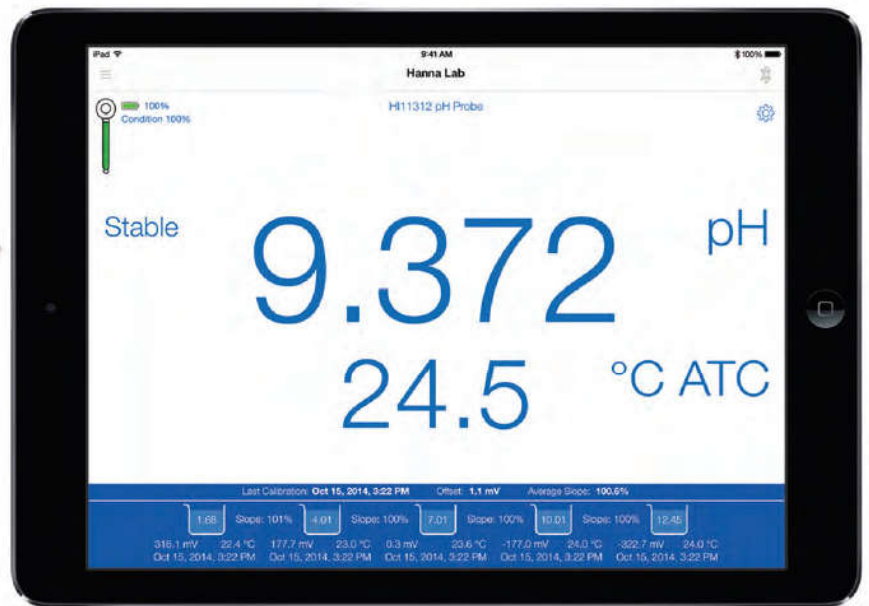 iPad 9:41 AM 100%
Hanna Lab
100%
Condition 100%
HI11312 pH Probe
Stable
9.372 pH
24.5 °C ATC
Last Calibration: Oct 15, 2014, 3:22 PM Offset: 1.1 mV Average Slope: 100.6%
1.68 Slope: 101% 4.01 Slope: 100% 7.01 Slope: 100% 10.01 Slope: 100% 12.45
316.1 mV 22.4 °C 177.7 mV 23.0 °C 0.3 mV 23.6 °C -177.0 mV 24.0 °C -322.7 mV 24.0 °C
Oct 15, 2014, 3:22 PM Oct 15, 2014, 3:22 PM Oct 15, 2014, 3:22 PM Oct 15, 2014, 3:22 PM Oct 15, 2014, 3:22 PM